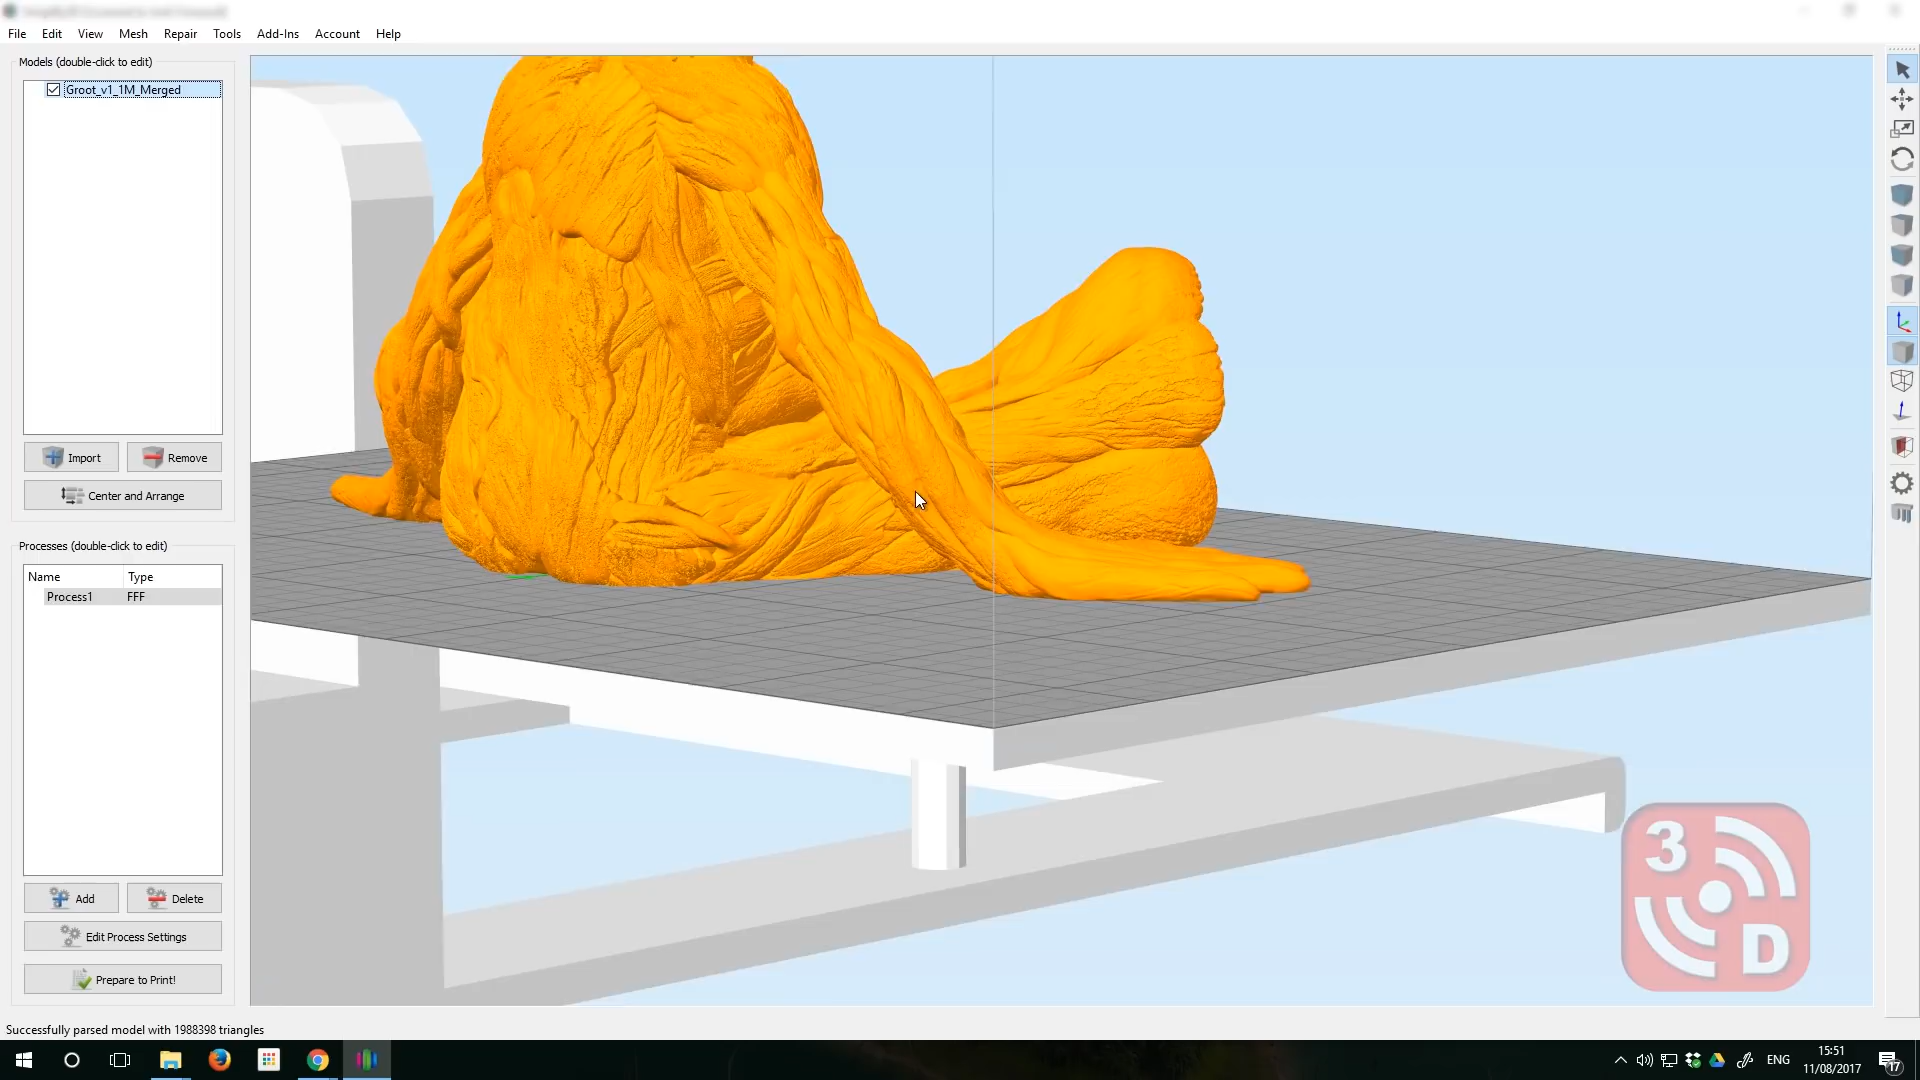 File Edit View Mesh Repair Tools Add-Ins Account Help
Models (double-click to edit)
Groot_v1_1M_Merged
Import Remove
Center and Arrange
Processes (double-click to edit)
Name Type
Process1 FFF
Add Delete
Edit Process Settings
Prepare to Print!
3
D
Successfully parsed model with 1988398 triangles
ENG
15:51
11/08/2017
17